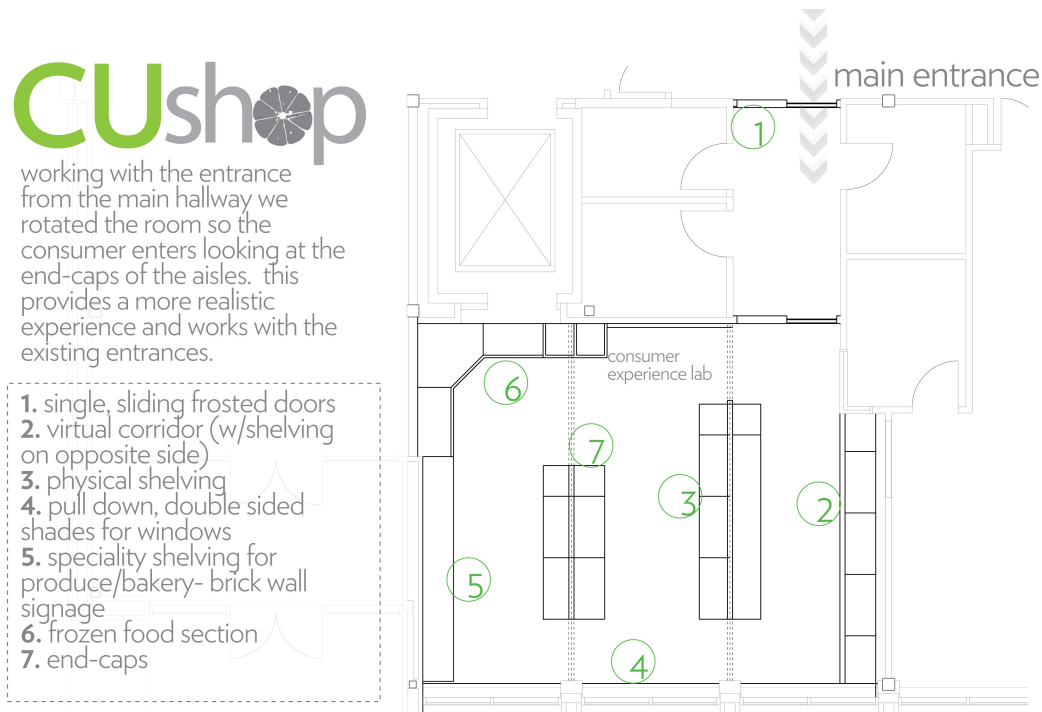 CUshop
working with the entrance
from the main hallway we
rotated the room so the
consumer enters looking at the
end-caps of the aisles.  this
provides a more realistic
experience and works with the
existing entrances.
1. single, sliding frosted doors
2. virtual corridor (w/shelving
on opposite side)
3. physical shelving
4. pull down, double sided
shades for windows
5. speciality shelving for
produce/bakery- brick wall
signage
6. frozen food section
7. end-caps
main entrance
1
consumer
experience lab
6
7
3
2
5
4